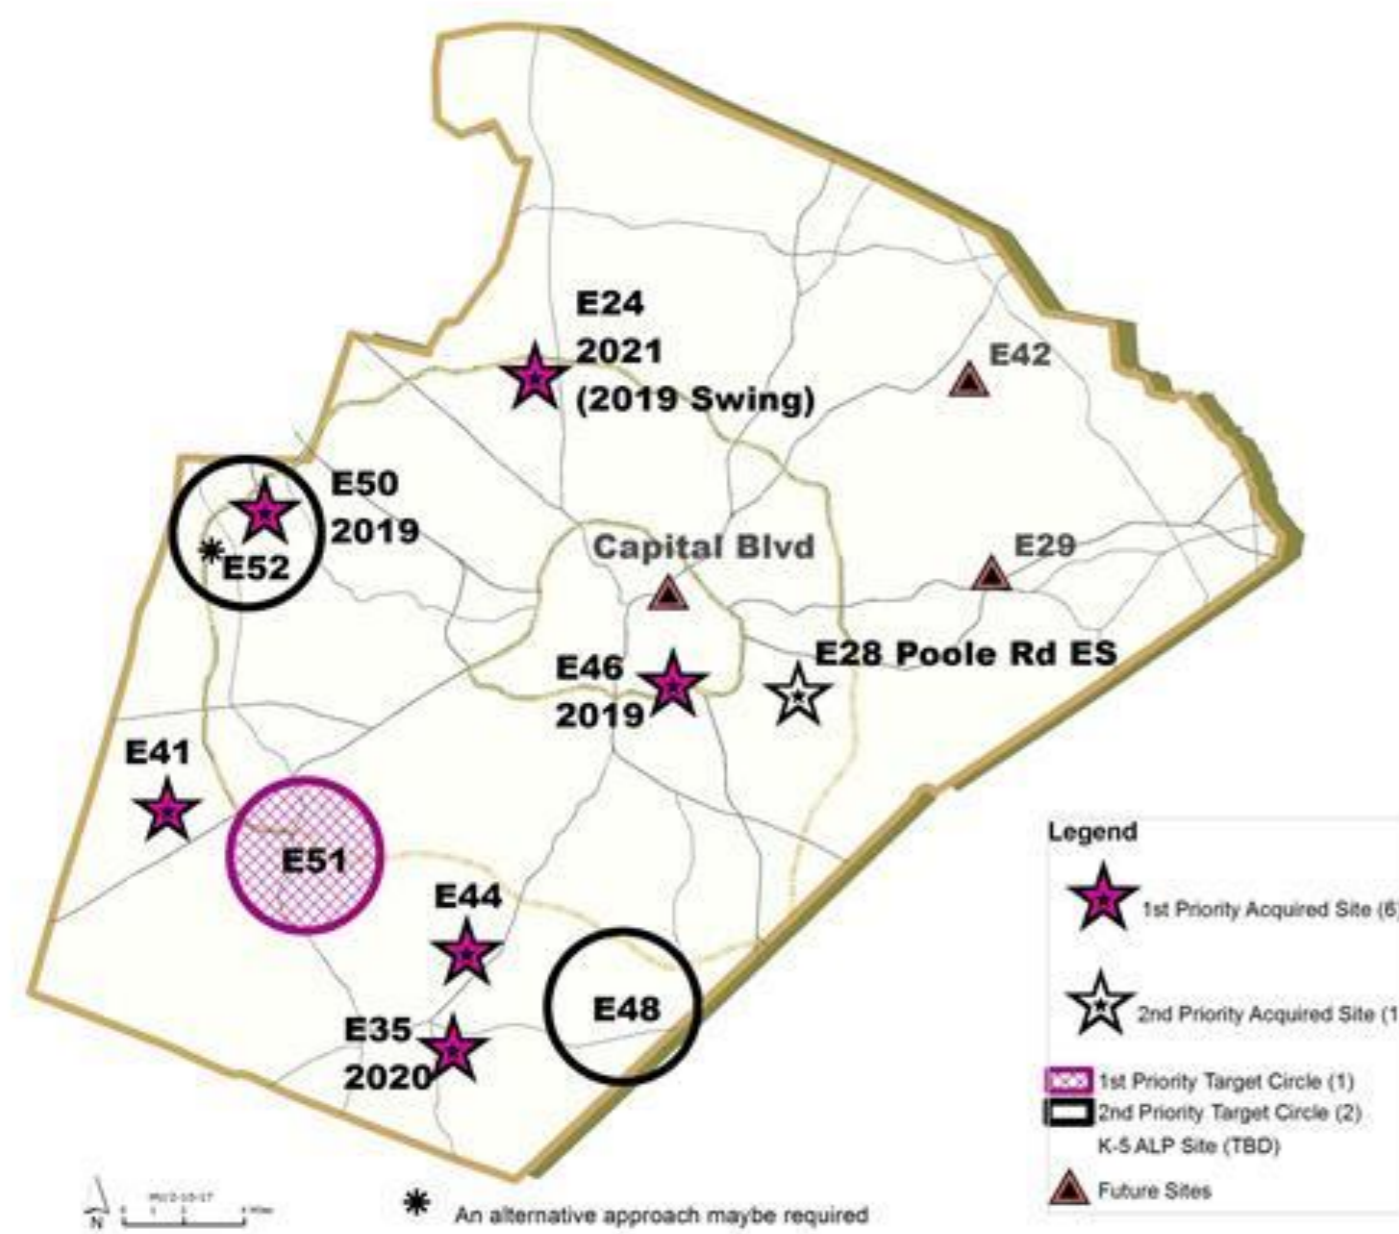 E24
2021
(2019 Swing)
E42
E50
2019
E52
Capital Blvd
E29
E28 Poole Rd ES
E46
2019
E41
E51
E44
E48
E35
2020
Legend
1st Priority Acquired Site (6)
2nd Priority Acquired Site (1
1st Priority Target Circle (1)
2nd Priority Target Circle (2)
K-5 ALP Site (TBD)
Future Sites
N
An alternative approach maybe required